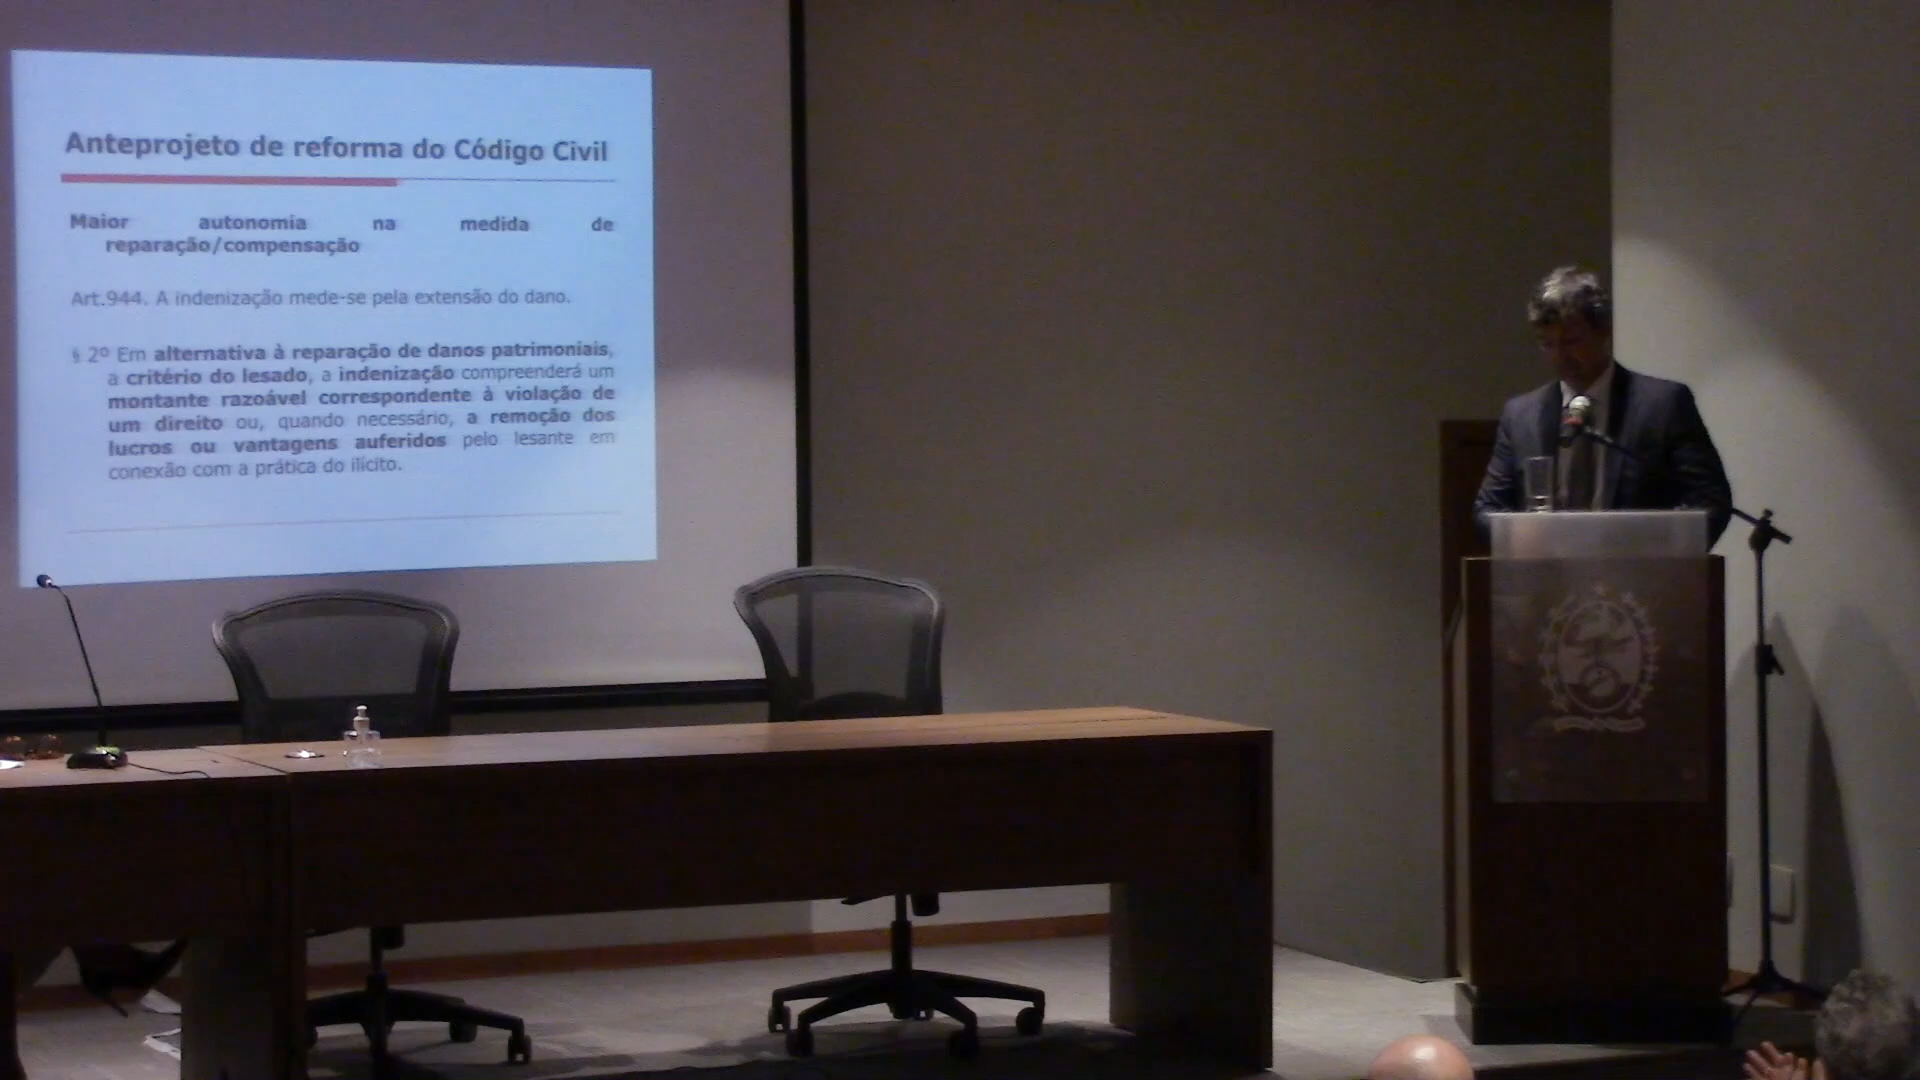 Anteprojeto de reforma do Código Civil
Maior autonomia na medida de
reparação/compensação
Art.944. A indenização mede-se pela extensão do dano.
§ 2º Em alternativa à reparação de danos patrimoniais,
a critério do lesado, a indenização compreenderá um
montante razoável correspondente à violação de
um direito ou, quando necessário, a remoção dos
lucros ou vantagens auferidos pelo lesante em
conexão com a prática do ilícito.